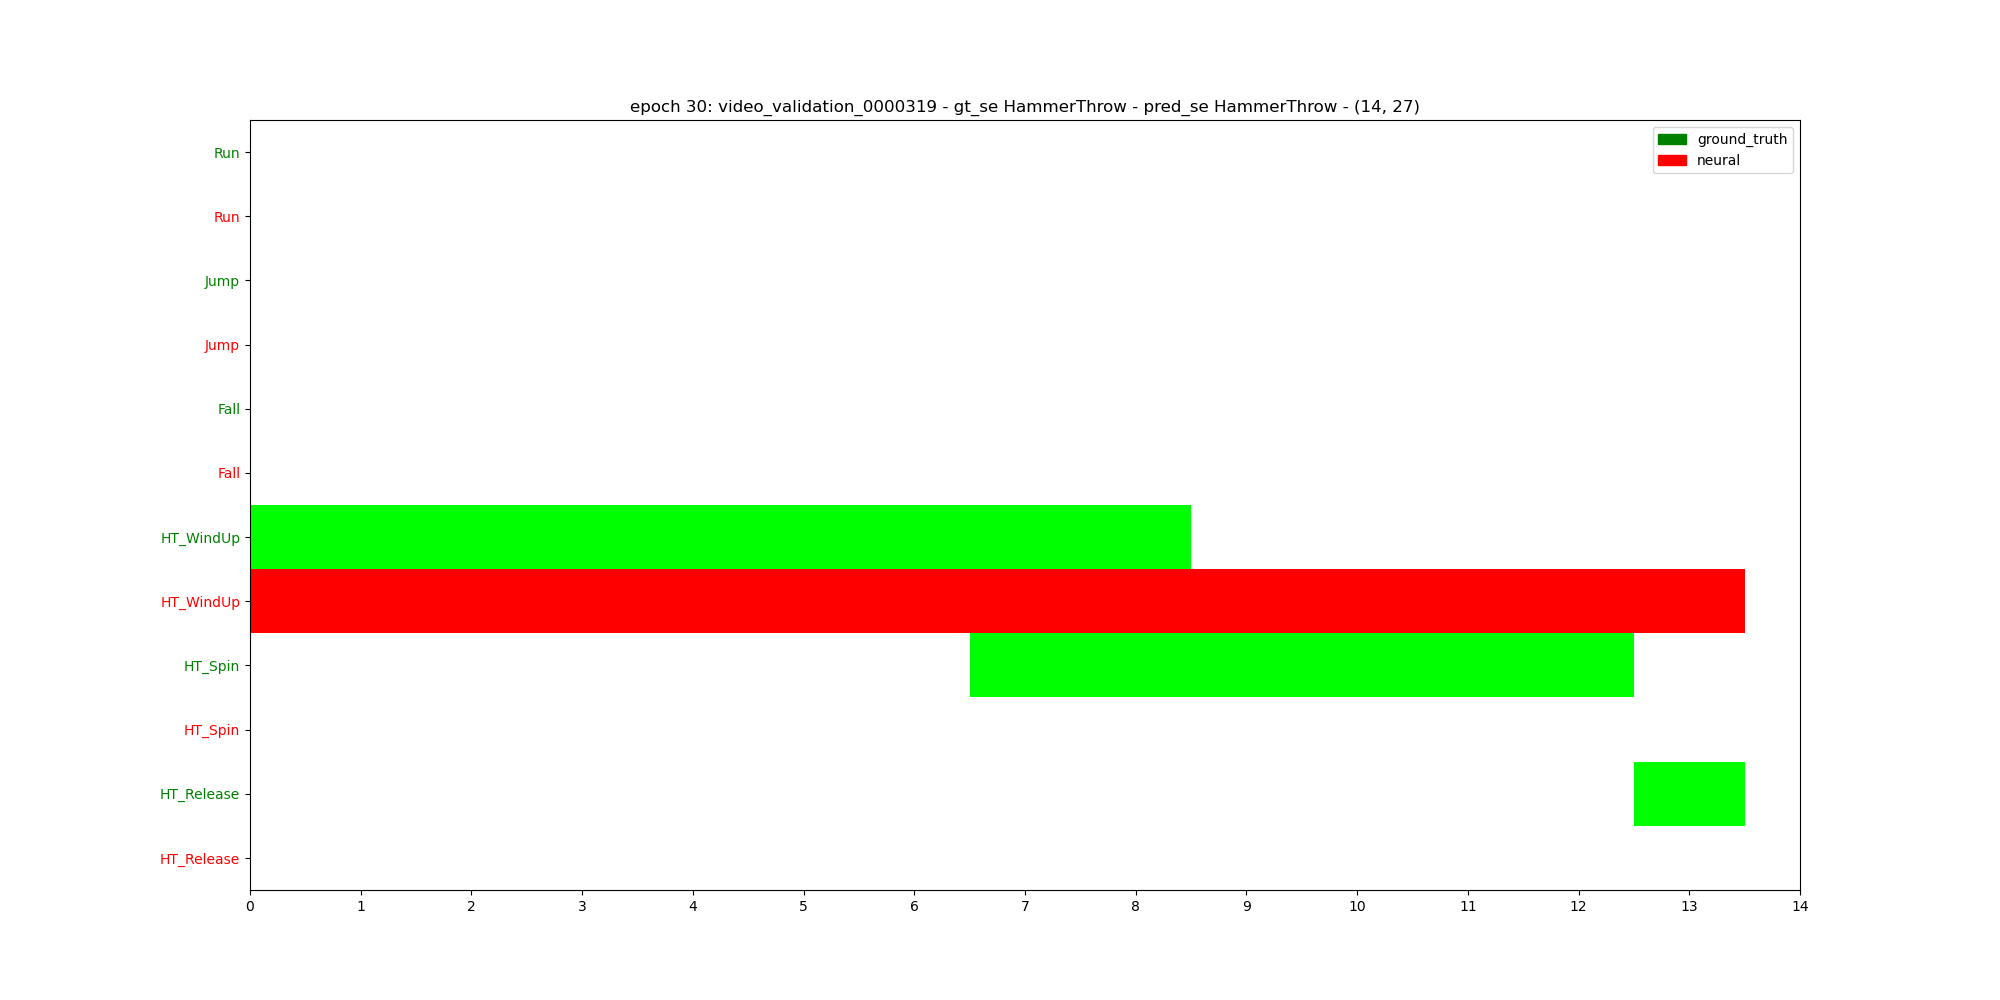 epoch 30: video_validation_0000319 - gt_se HammerThrow - pred_se HammerThrow - (14, 27)
ground_truth
neural
Run
Run
Jump
Jump
Fall
Fall
HT_WindUp
HT_WindUp
HT_Spin
HT_Spin
HT_Release
HT_Release
0 1 2 3 4 5 6 7 8 9 10 11 12 13 14